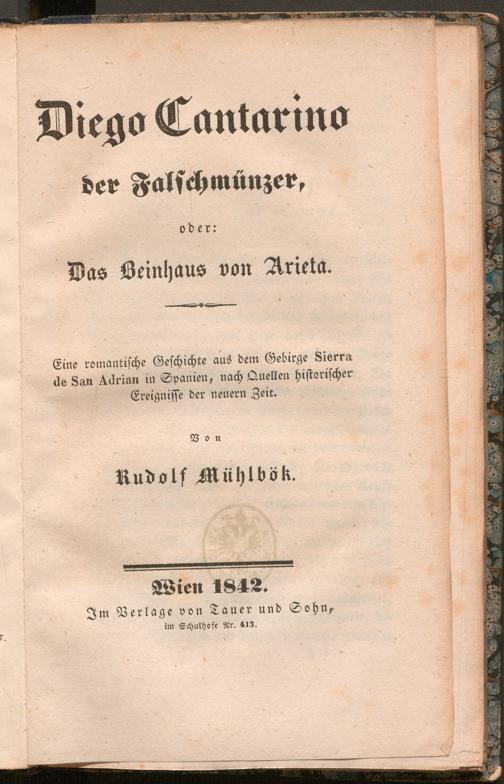 Diego Cantarino
der Falschmünzer,
oder:
Das Beinhaus von Arieta.
Eine romantische Geschichte aus dem Gebirge Sierra
de San Adrian in Spanien, nach Quellen historischer
Ereignisse der neuern Zeit.
Von
Rudolf Mühlbök.
Wien 1842.
Im Verlage von Tauer und Sohn,
im Schulhofe Nr. 413.